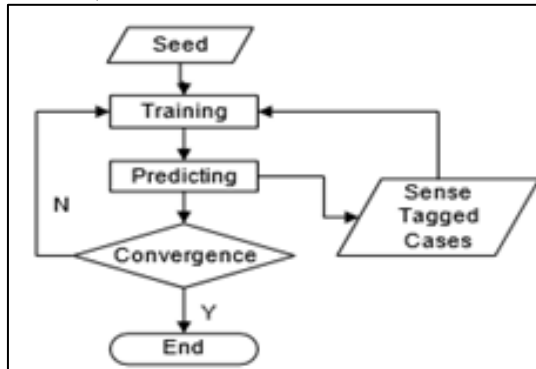 Seed
Training
Predicting
N
Sense
Tagged
Cases
Convergence
Y
End